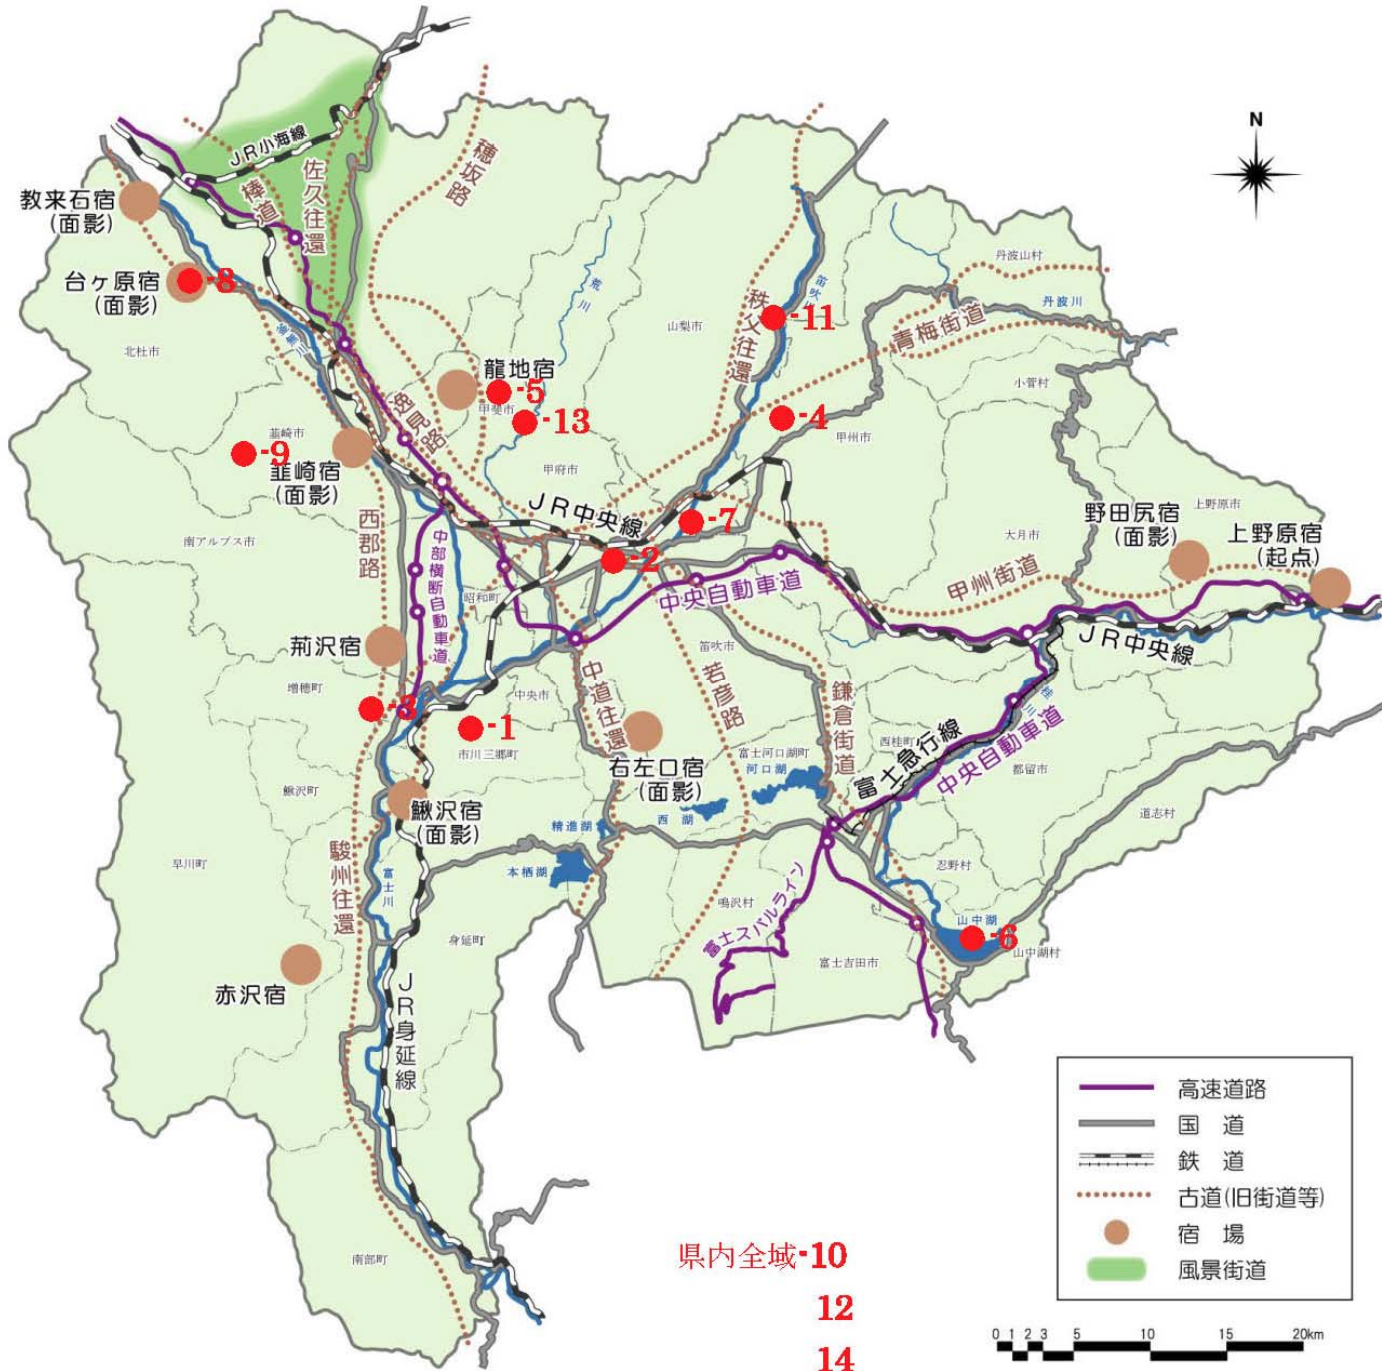 N
JR小海線
佐久往還
棒道
穂坂路
教来石宿
(面影)
台ヶ原宿
(面影)
-8
北杜市
荒川
山梨市
秩父往還
-11
丹波山村
丹波川
青梅街道
小菅村
龍地宿
-5
甲斐市
-13
逸見路
-4
甲州市
韮崎市
-9
韮崎宿
(面影)
甲府市
JR中央線
-7
-2
西郡路
南アルプス市
中部横断自動車道
昭和町
中央自動車道
大月市
野田尻宿
(面影)
上野原市
上野原宿
(起点)
甲州街道
JR中央線
荊沢宿
増穂町
-3
中央市
-1
市川三郷町
中道往還
笛吹市
若彦路
鎌倉街道
右左口宿
(面影)
富士河口湖町
河口湖
西桂町
富士急行線
桂川
中央自動車道
都留市
道志村
鰍沢町
鰍沢宿
(面影)
精進湖
西 湖
本栖湖
早川町
駿州往還
富士川
鳴沢村
富士スバルライン
忍野村
山中湖
-6
山中湖村
富士吉田市
身延町
赤沢宿
JR身延線
南部町
県内全域-10
12
14
高速道路
国 道
鉄 道
古道(旧街道等)
宿 場
風景街道
0 1 2 3 5 10 15 20km